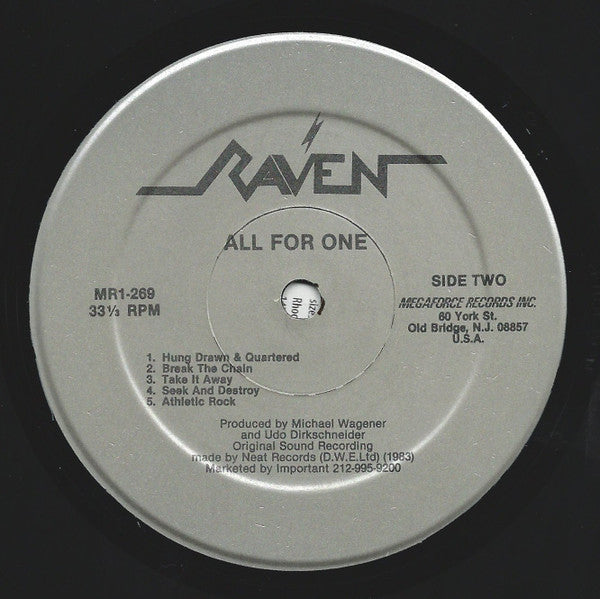 RAVEN
ALL FOR ONE
MR1-269
33⅓ RPM
SIDE TWO
MEGAFORCE RECORDS INC.
60 York St.
Old Bridge, N.J. 08857
U.S.A.
size
Rhod
1. Hung Drawn & Quartered
2. Break The Chain
3. Take It Away
4. Seek And Destroy
5. Athletic Rock
Produced by Michael Wagener
and Udo Dirkschneider
Original Sound Recording
made by Neat Records (D.W.E.Ltd) (1983)
Marketed by Important 212-995-9200